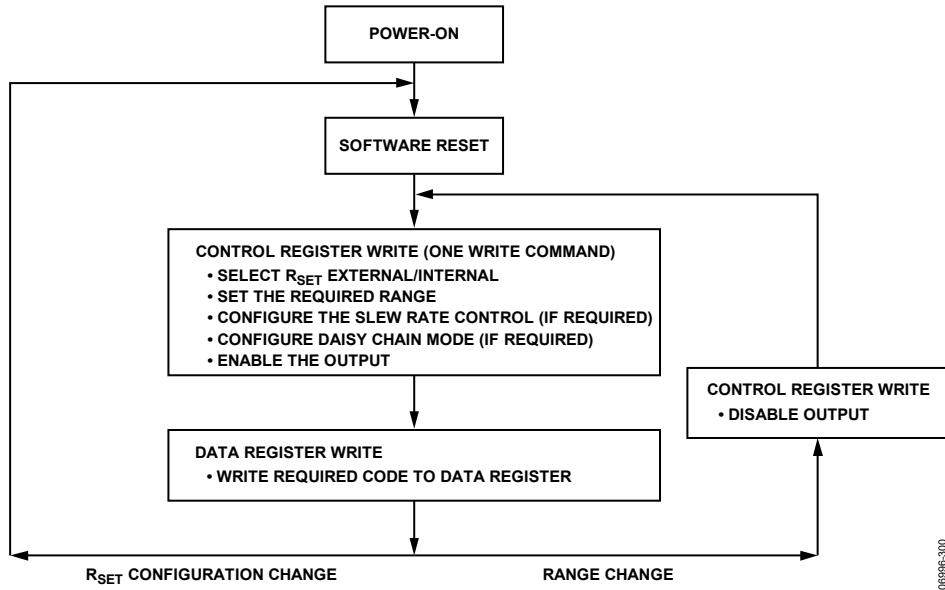 POWER-ON
SOFTWARE RESET
CONTROL REGISTER WRITE (ONE WRITE COMMAND)
• SELECT RSET EXTERNAL/INTERNAL
• SET THE REQUIRED RANGE
• CONFIGURE THE SLEW RATE CONTROL (IF REQUIRED)
• CONFIGURE DAISY CHAIN MODE (IF REQUIRED)
• ENABLE THE OUTPUT
CONTROL REGISTER WRITE
• DISABLE OUTPUT
DATA REGISTER WRITE
• WRITE REQUIRED CODE TO DATA REGISTER
RSET CONFIGURATION CHANGE
RANGE CHANGE
06996-300